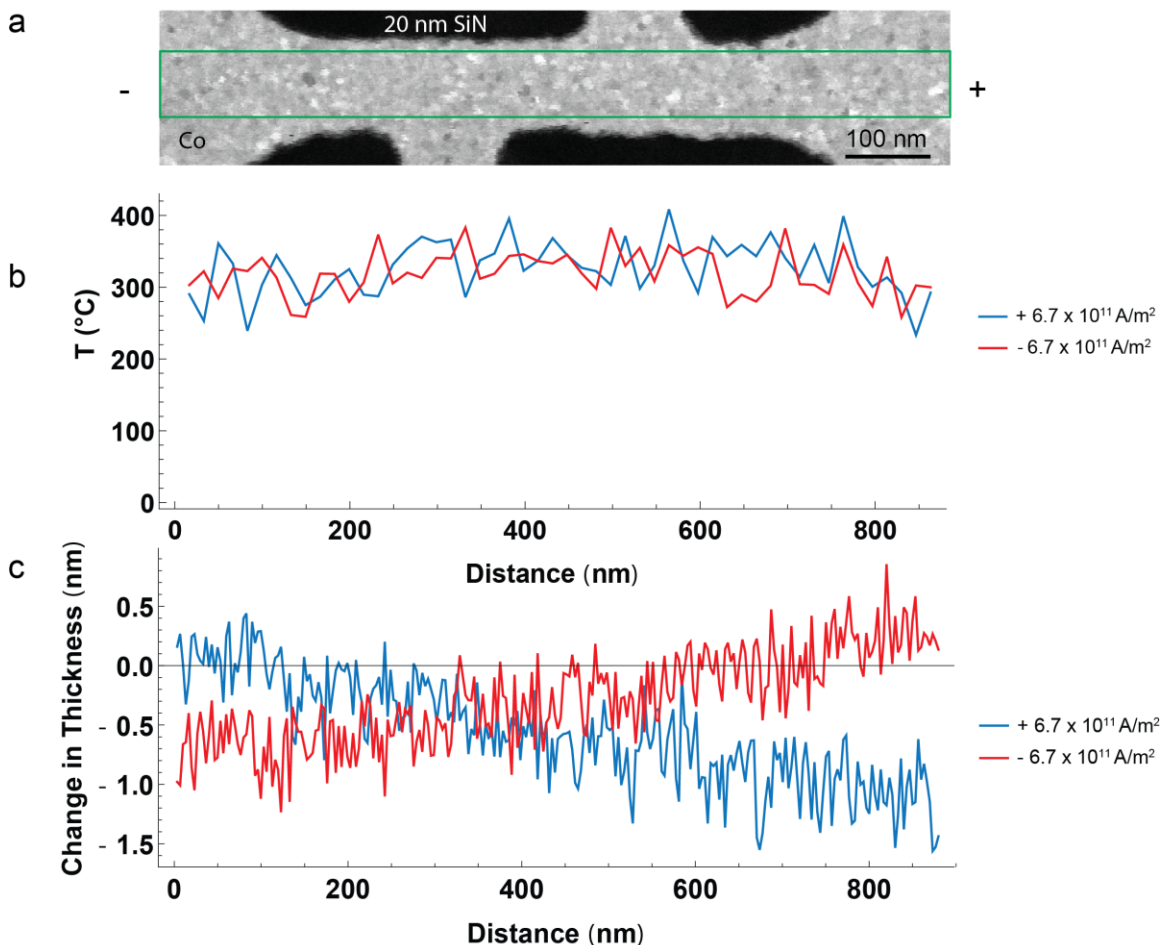 a
20 nm SiN
-
+
Co
100 nm
b
T (°C)
400
300
200
100
0
0 200 400 600 800
Distance (nm)
+ 6.7 x 10¹¹ A/m²
- 6.7 x 10¹¹ A/m²
c
Change in Thickness (nm)
0.5
0.0
- 0.5
- 1.0
- 1.5
0 200 400 600 800
Distance (nm)
+ 6.7 x 10¹¹ A/m²
- 6.7 x 10¹¹ A/m²